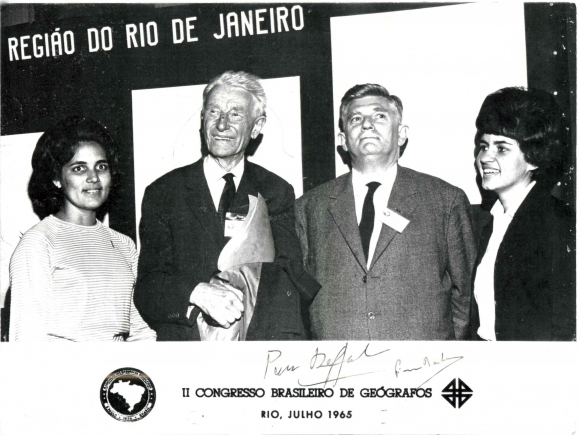 REGIÃO DO RIO DE JANEIRO
II CONGRESSO BRASILEIRO DE GEÓGRAFOS
RIO, JULHO 1965